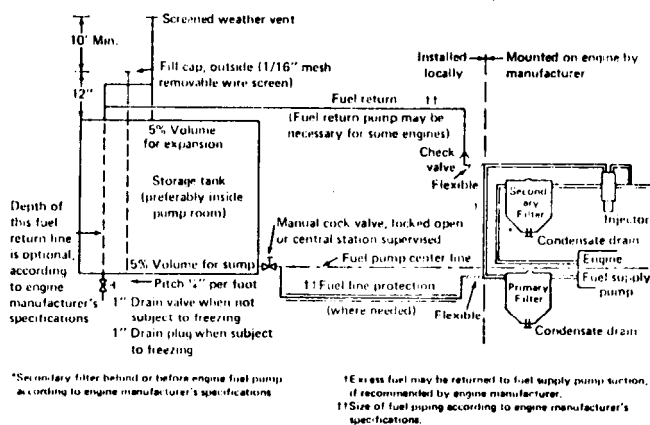 Screened weather vent
10' Min.
Fill cap, outside (1/16" mesh
removable wire screen)
12"
Installed
locally
Mounted on engine by
manufacturer
Fuel return ††
(Fuel return pump may be
necessary for some engines)
5% Volume
for expansion
Check
valve
Flexible
†
Storage tank
(preferably inside
pump room)
Second
ary
Filter
Injector
Depth of
this fuel
return line
is optional,
according
to engine
manufacturer's
specifications
Manual cock valve, locked open
or central station supervised
Condensate drain
Engine
Fuel pump center line
5% Volume for sump
Fuel supply
pump
Pitch ¼" per foot
††Fuel line protection
(where needed)
Primary
Filter
Flexible
1" Drain valve when not
subject to freezing
1" Drain plug when subject
to freezing
Condensate drain
*Secondary filter behind or before engine fuel pump
according to engine manufacturer's specifications
†Excess fuel may be returned to fuel supply pump suction,
if recommended by engine manufacturer.
††Size of fuel piping according to engine manufacturer's
specifications.